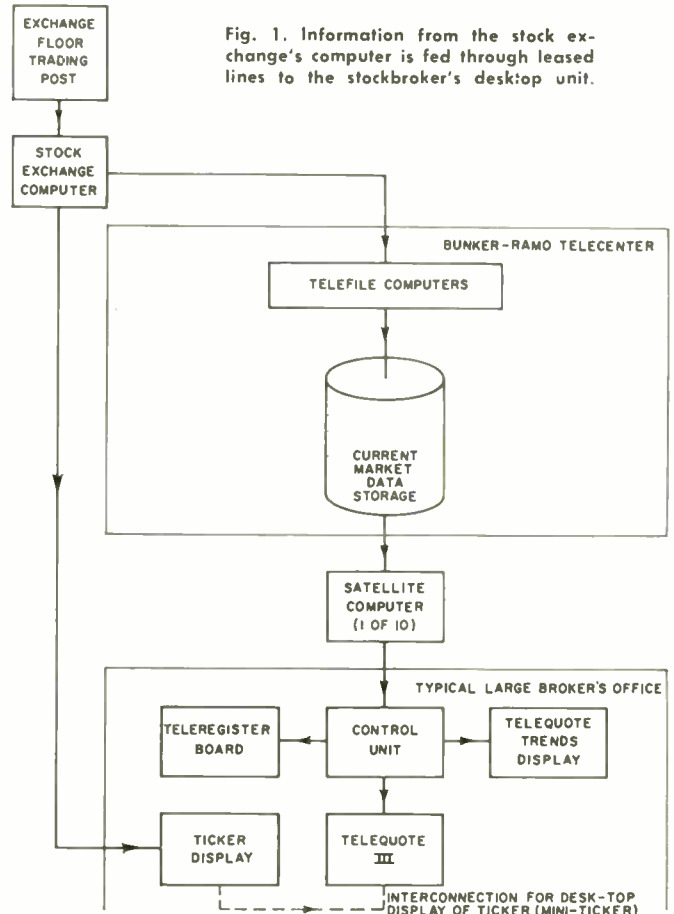 EXCHANGE
FLOOR
TRADING
POST
Fig. 1. Information from the stock ex-
change's computer is fed through leased
lines to the stockbroker's desktop unit.
STOCK
EXCHANGE
COMPUTER
BUNKER-RAMO TELECENTER
TELEFILE COMPUTERS
CURRENT
MARKET
DATA
STORAGE
SATELLITE
COMPUTER
(1 OF 10)
TYPICAL LARGE BROKER'S OFFICE
TELEREGISTER
BOARD
CONTROL
UNIT
TELEQUOTE
TRENDS
DISPLAY
TICKER
DISPLAY
TELEQUOTE
III
INTERCONNECTION FOR DESK-TOP
DISPLAY OF TICKER (MINI-TICKER)